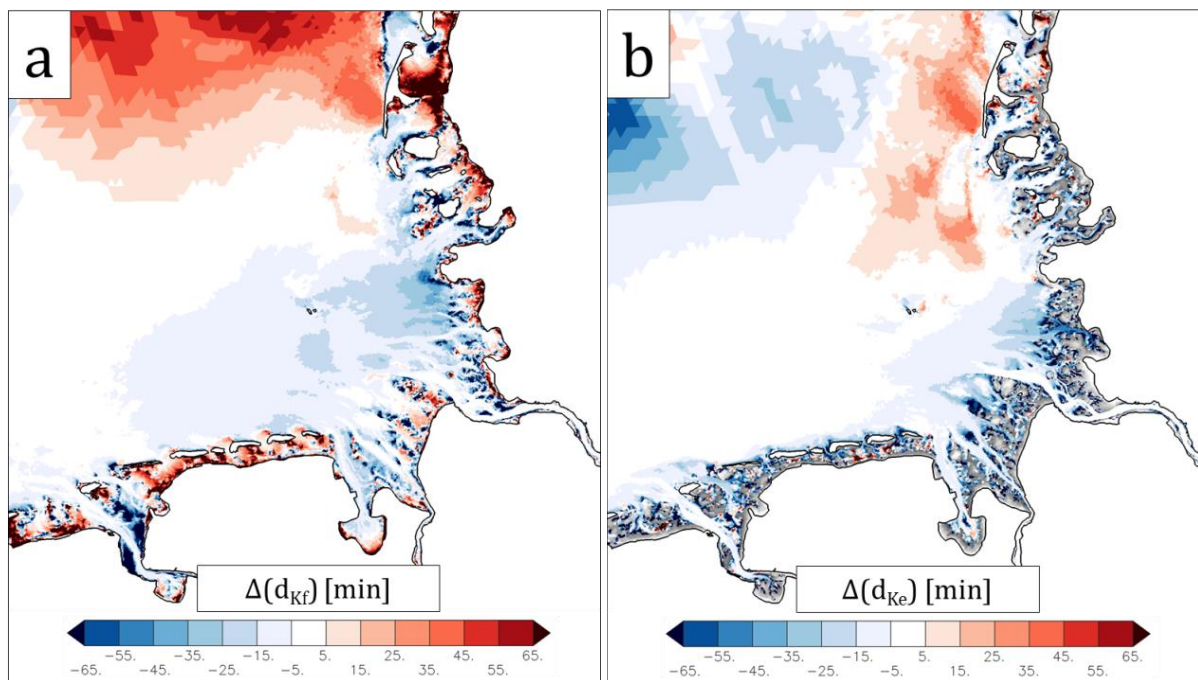 a
b
Δ(d_Kf) [min]
Δ(d_Ke) [min]
−55. −35. −15. 5. 25. 45. 65.
−65. −45. −25. −5. 15. 35. 55.
−55. −35. −15. 5. 25. 45. 65.
−65. −45. −25. −5. 15. 35. 55.